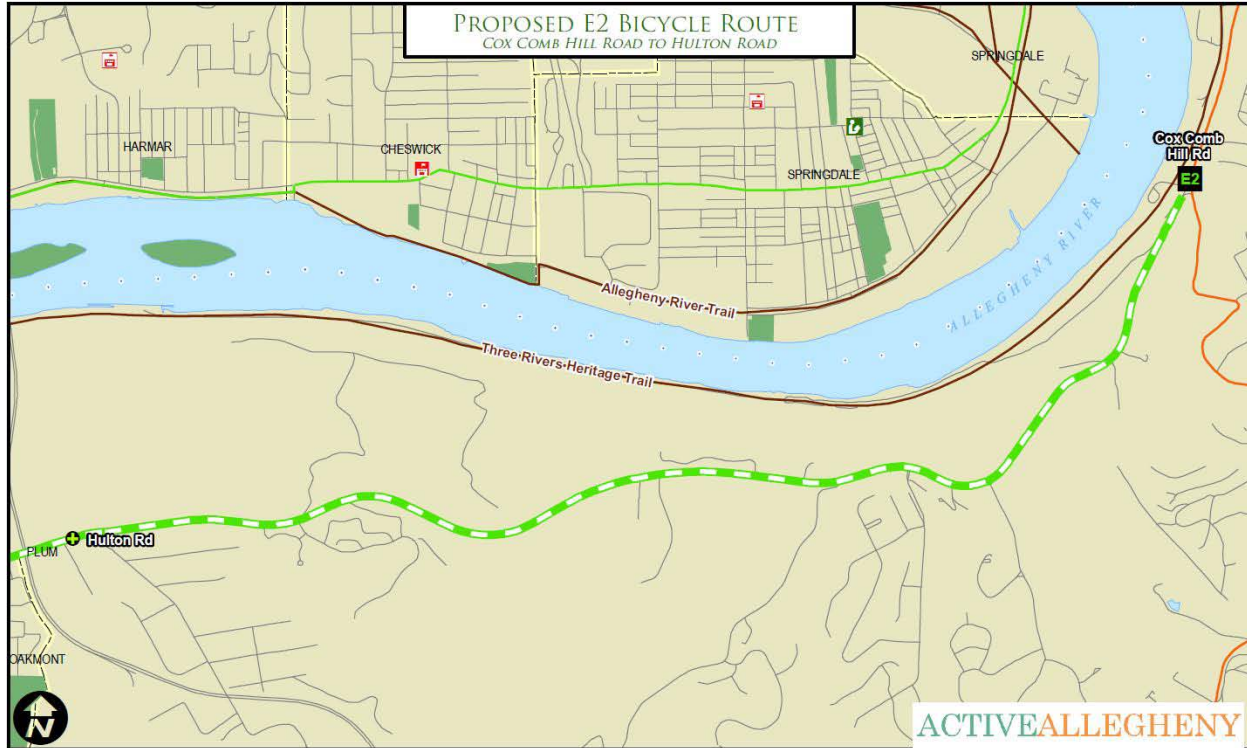 PROPOSED E2 BICYCLE ROUTE
COX COMB HILL ROAD TO HULTON ROAD
SPRINGDALE
Cox Comb
Hill Rd
E2
HARMAR
CHESWICK
SPRINGDALE
ALLEGHENY RIVER
Allegheny River Trail
Three Rivers Heritage Trail
Hulton Rd
PLUM
OAKMONT
N
ACTIVEALLEGHENY